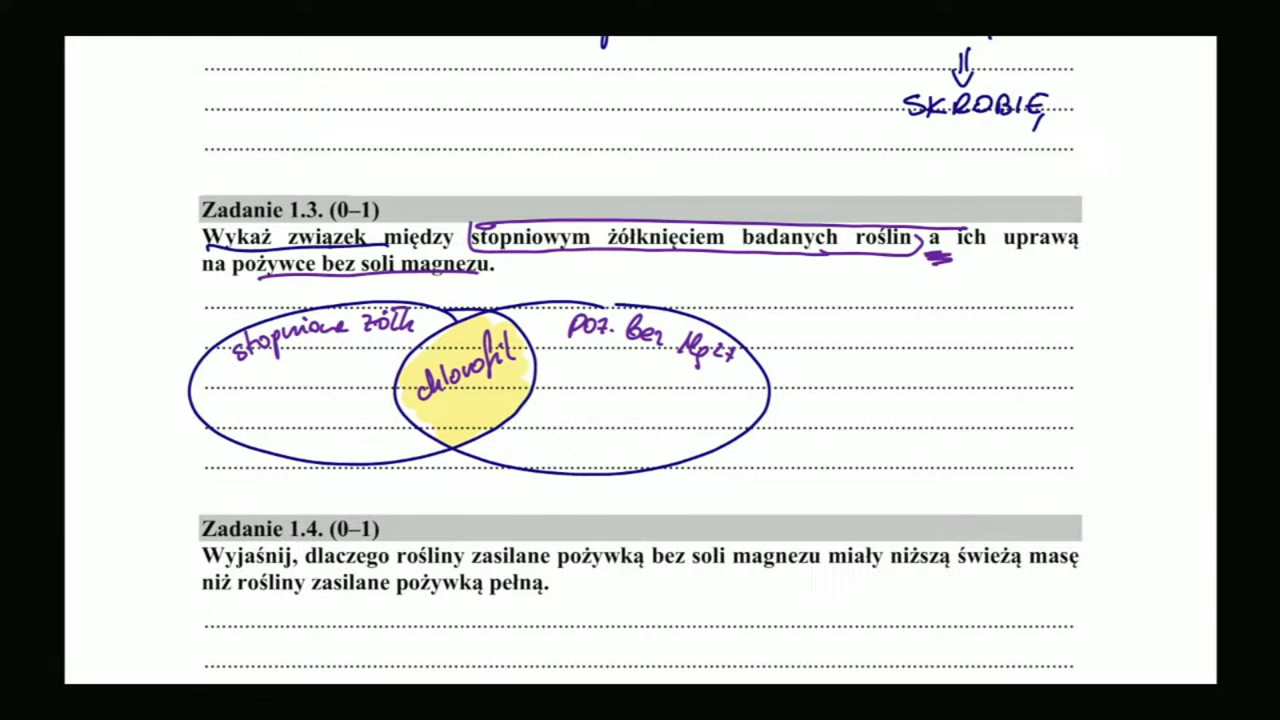 SKROBIĘ
Zadanie 1.3. (0–1)
Wykaż związek między stopniowym żółknięciem badanych roślin, a ich uprawą
na pożywce bez soli magnezu.
stopniowe żółk
chlorofil
poż. bez Mg²⁺
Zadanie 1.4. (0–1)
Wyjaśnij, dlaczego rośliny zasilane pożywką bez soli magnezu miały niższą świeżą masę
niż rośliny zasilane pożywką pełną.